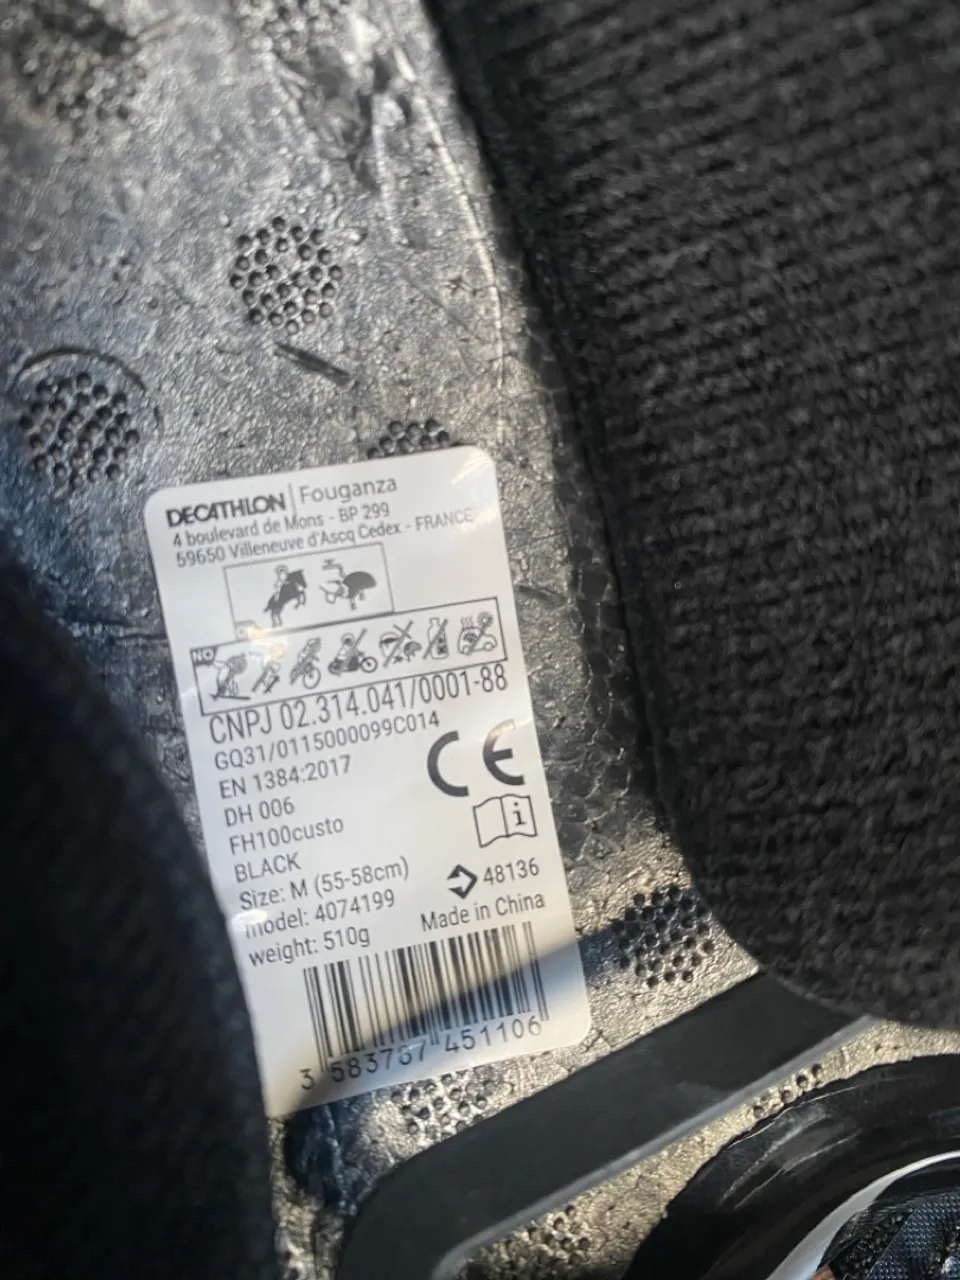 DECATHLON | Fouganza
4 boulevard de Mons - BP 299
59650 Villeneuve d'Ascq Cedex - FRANCE
NO
CNPJ 02.314.041/0001-88
GQ31/0115000099C014
CE
EN 1384:2017
DH 006
FH100custo
i
BLACK
Size: M (55-58cm)
48136
model: 4074199
Made in China
weight: 510g
3 583787 451106